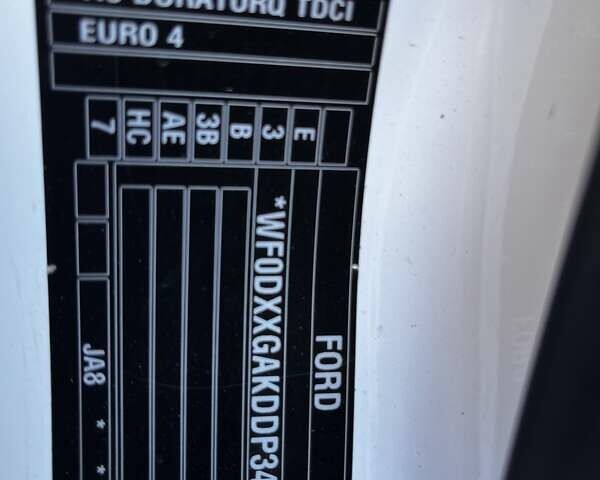 DURATORQ TDCI
EURO 4
7 HC AE 3B B 3 E
FORD
*WF0DXXGAKDDP34
JA8 * *